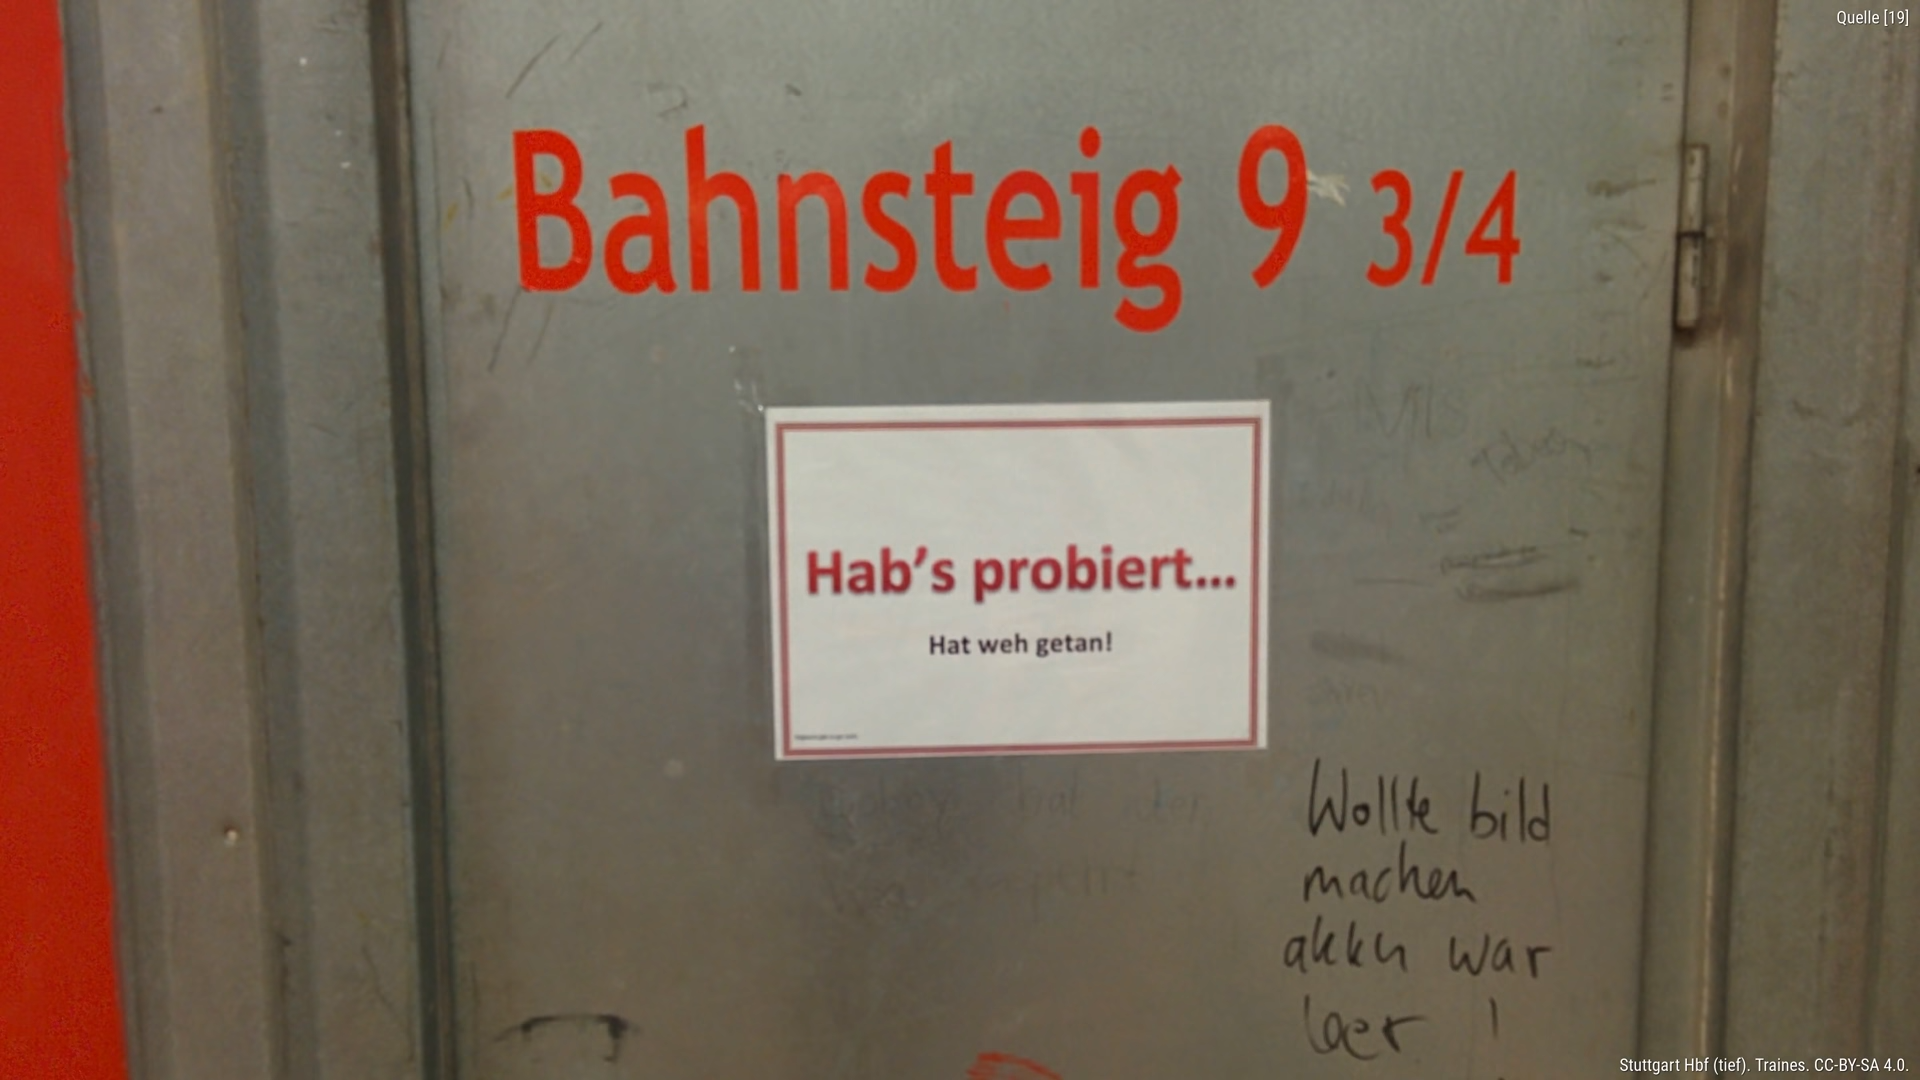 Quelle [19]
Bahnsteig 9 3/4
Hab’s probiert...
Hat weh getan!
Wollte bild
machen
akku war
leer !
Stuttgart Hbf (tief). Traines. CC-BY-SA 4.0.